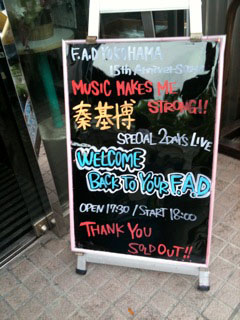 F.A.D YOKOHAMA
15th Anniversary
MUSIC MAKES ME
STRONG!!
秦基博
SPECIAL 2DAYS LIVE
WELCOME
BACK TO YOUR F.A.D
OPEN 17:30 / START 18:00
THANK YOU
SOLD OUT!!